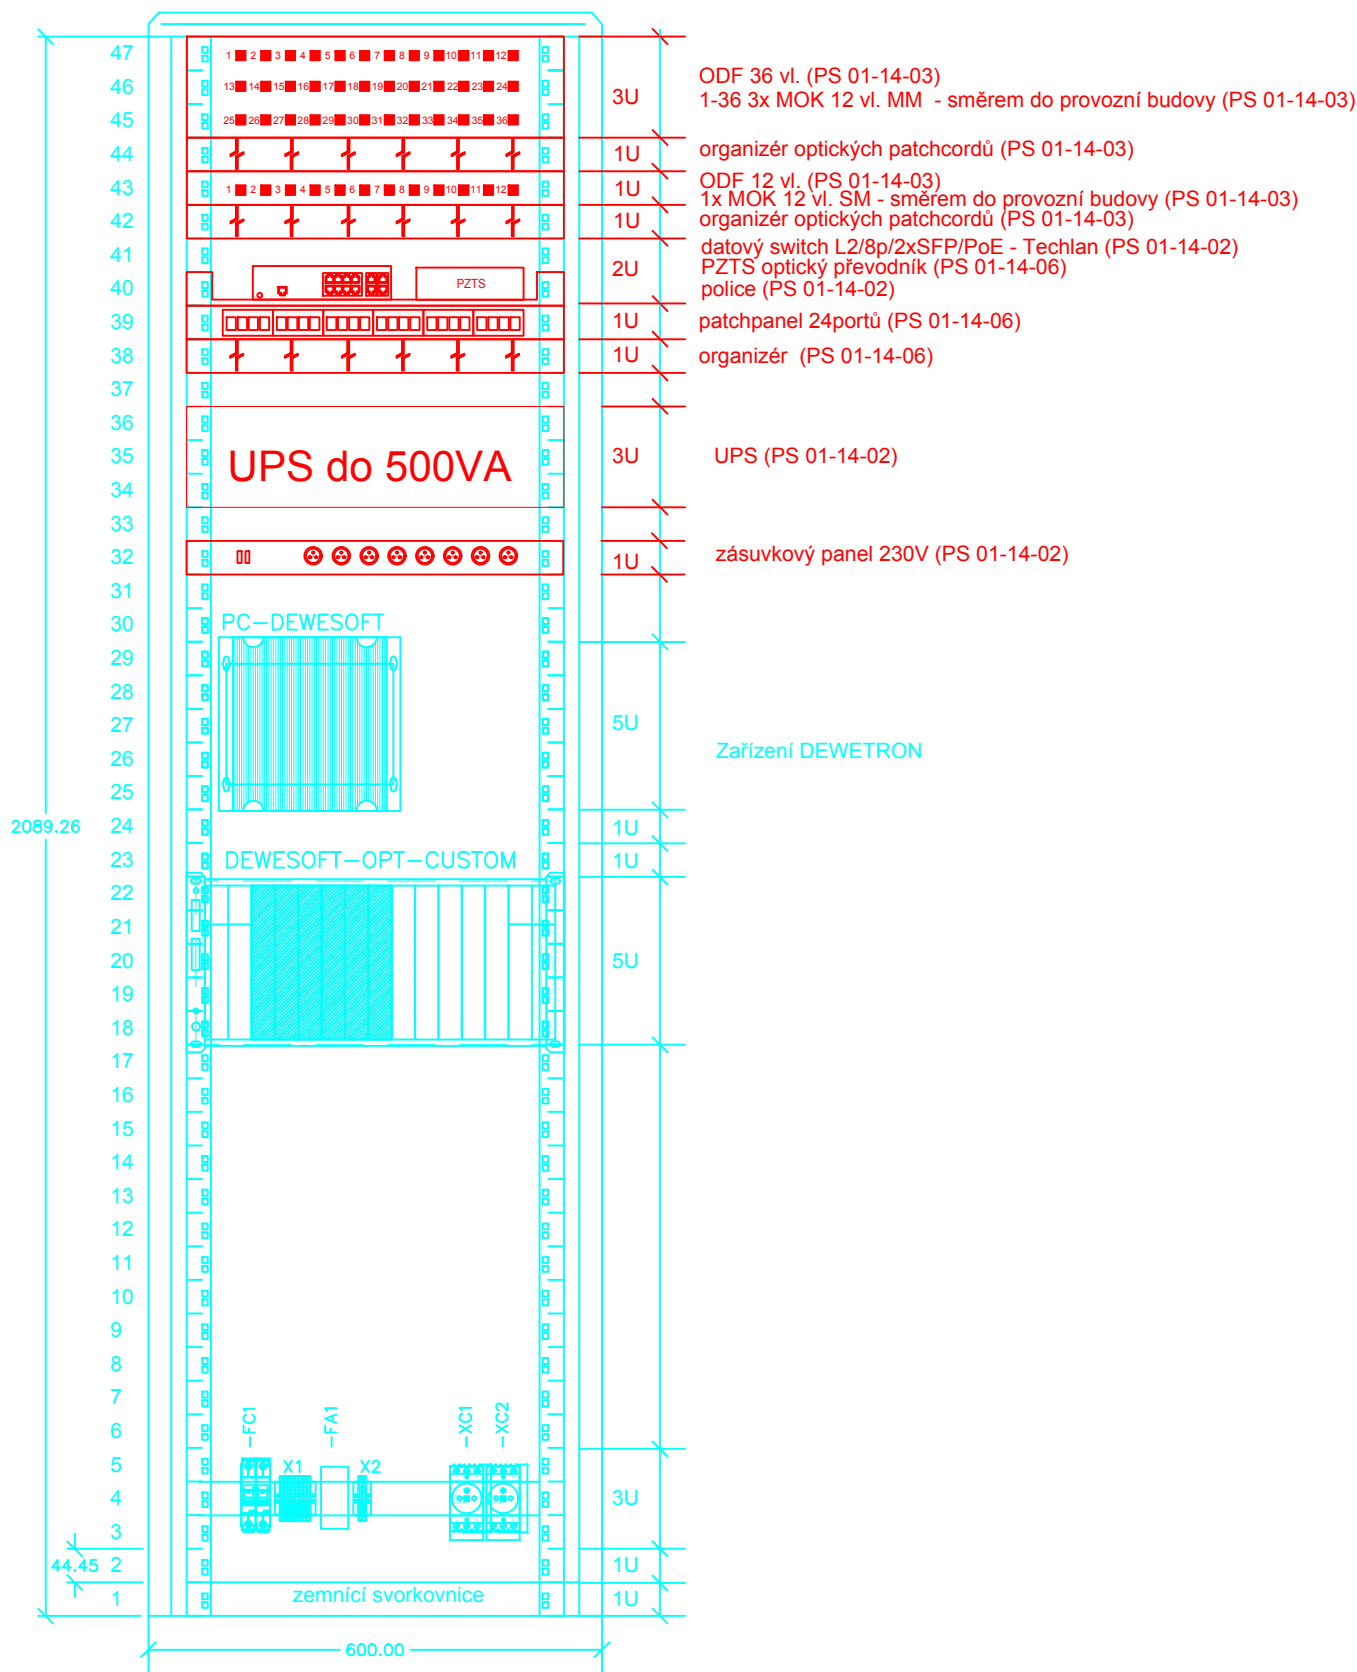 47
1 2 3 4 5 6 7 8 9 10 11 12
46
13 14 15 16 17 18 19 20 21 22 23 24
45
25 26 27 28 29 30 31 32 33 34 35 36
3U
ODF 36 vl. (PS 01-14-03)
1-36 3x MOK 12 vl. MM - směrem do provozní budovy (PS 01-14-03)
44
1U
organizér optických patchcordů (PS 01-14-03)
43
1 2 3 4 5 6 7 8 9 10 11 12
1U
ODF 12 vl. (PS 01-14-03)
1x MOK 12 vl. SM - směrem do provozní budovy (PS 01-14-03)
42
1U
organizér optických patchcordů (PS 01-14-03)
41
40
PZTS
2U
datový switch L2/8p/2xSFP/PoE - Techlan (PS 01-14-02)
PZTS optický převodník (PS 01-14-06)
police (PS 01-14-02)
39
1U
patchpanel 24portů (PS 01-14-06)
38
1U
organizér (PS 01-14-06)
37
36
35
34
UPS do 500VA
3U
UPS (PS 01-14-02)
33
32
1U
zásuvkový panel 230V (PS 01-14-02)
31
30
PC-DEWESOFT
29
28
27
26
25
5U
Zařízení DEWETRON
24
1U
2089.26
23
DEWESOFT-OPT-CUSTOM
1U
22
21
20
19
18
5U
17
16
15
14
13
12
11
10
9
8
7
6
-FC1
-FA1
-XC1
-XC2
5
X1
X2
4
3
3U
44.45
2
1U
1
zemnící svorkovnice
1U
600.00